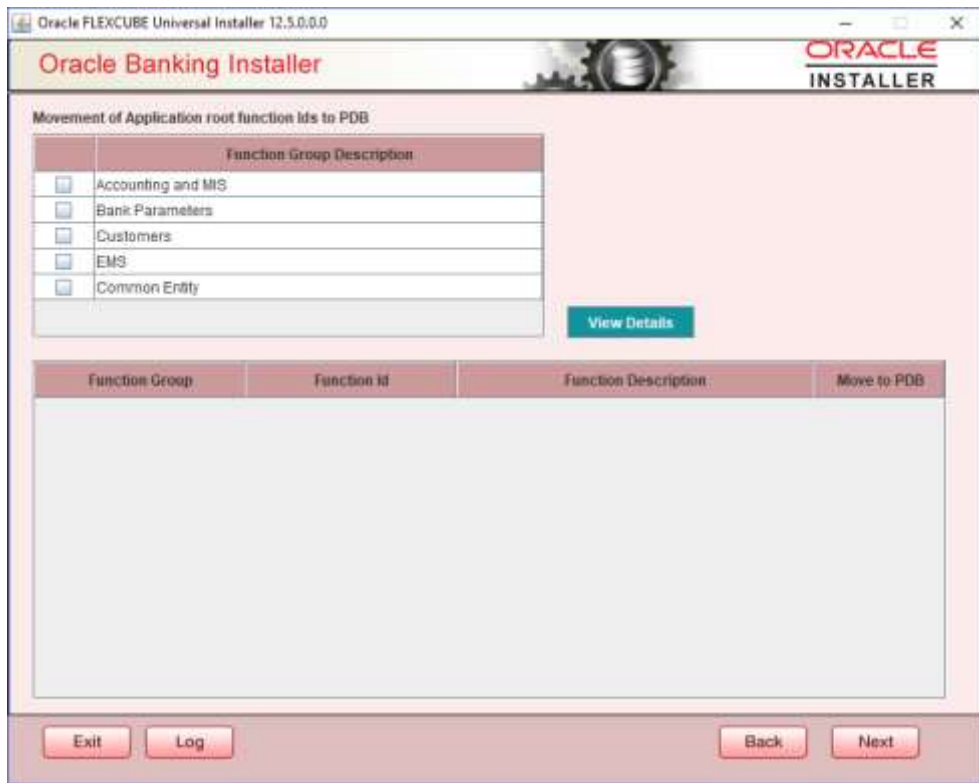 Oracle FLEXCUBE Universal Installer 12.5.0.0.0
Oracle Banking Installer
ORACLE
INSTALLER
Movement of Application root function Ids to PDB
Function Group Description
Accounting and MIS
Bank Parameters
Customers
EMS
Common Entity
View Details
Function Group Function Id Function Description Move to PDB
Exit Log Back Next